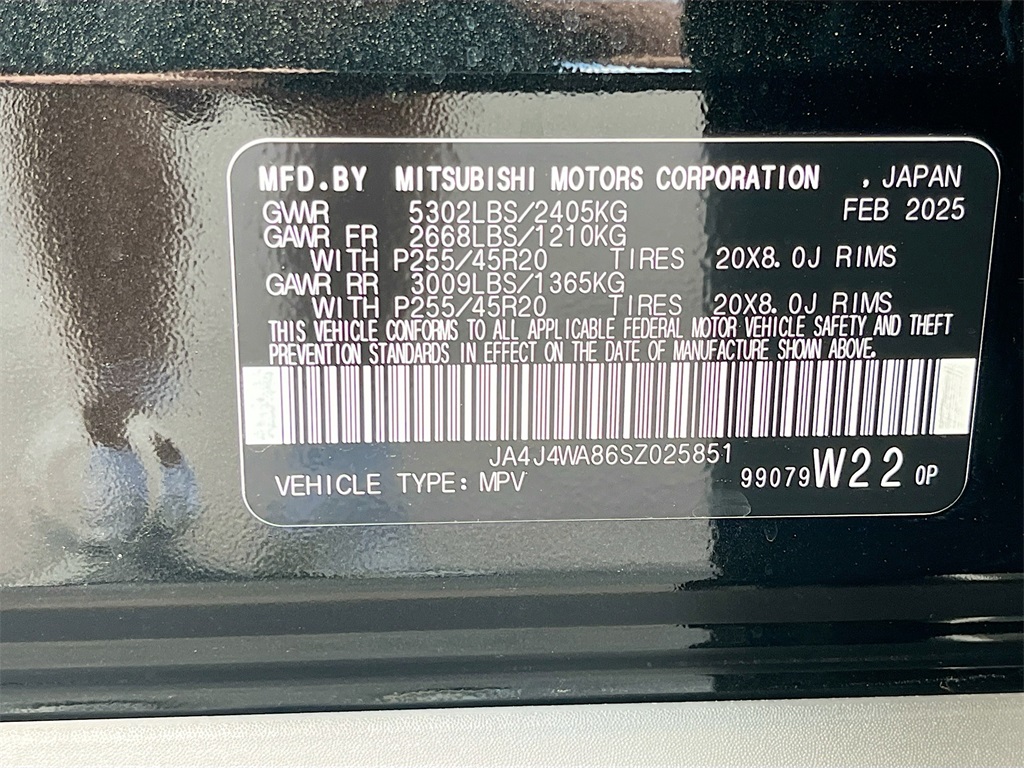 MFD.BY MITSUBISHI MOTORS CORPORATION , JAPAN
GVWR 5302LBS/2405KG FEB 2025
GAWR FR 2668LBS/1210KG
WITH P255/45R20 TIRES 20X8.0J RIMS
GAWR RR 3009LBS/1365KG
WITH P255/45R20 TIRES 20X8.0J RIMS
THIS VEHICLE CONFORMS TO ALL APPLICABLE FEDERAL MOTOR VEHICLE SAFETY AND THEFT
PREVENTION STANDARDS IN EFFECT ON THE DATE OF MANUFACTURE SHOWN ABOVE.
JA4J4WA86SZ025851
VEHICLE TYPE: MPV 99079W22 0P